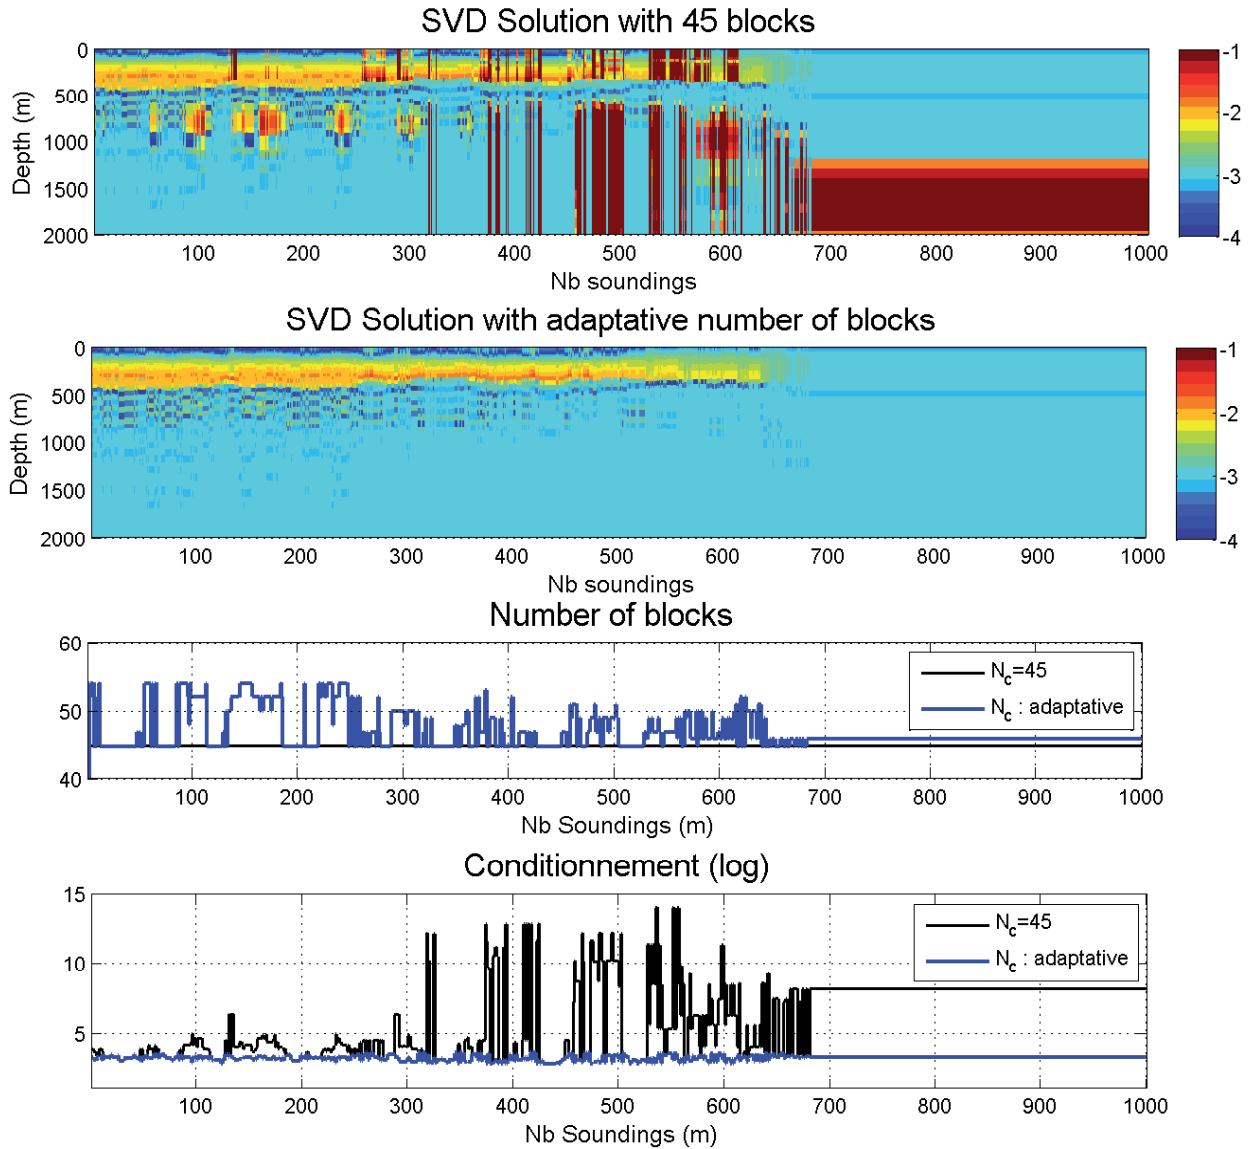 SVD Solution with 45 blocks
0
500
1000
1500
2000
Depth (m)
100 200 300 400 500 600 700 800 900 1000
Nb soundings
-1
-2
-3
-4
SVD Solution with adaptative number of blocks
0
500
1000
1500
2000
Depth (m)
100 200 300 400 500 600 700 800 900 1000
Nb soundings
-1
-2
-3
-4
Number of blocks
60
50
40
N_c=45
N_c : adaptative
100 200 300 400 500 600 700 800 900 1000
Nb Soundings (m)
Conditionnement (log)
15
10
5
N_c=45
N_c : adaptative
100 200 300 400 500 600 700 800 900 1000
Nb Soundings (m)